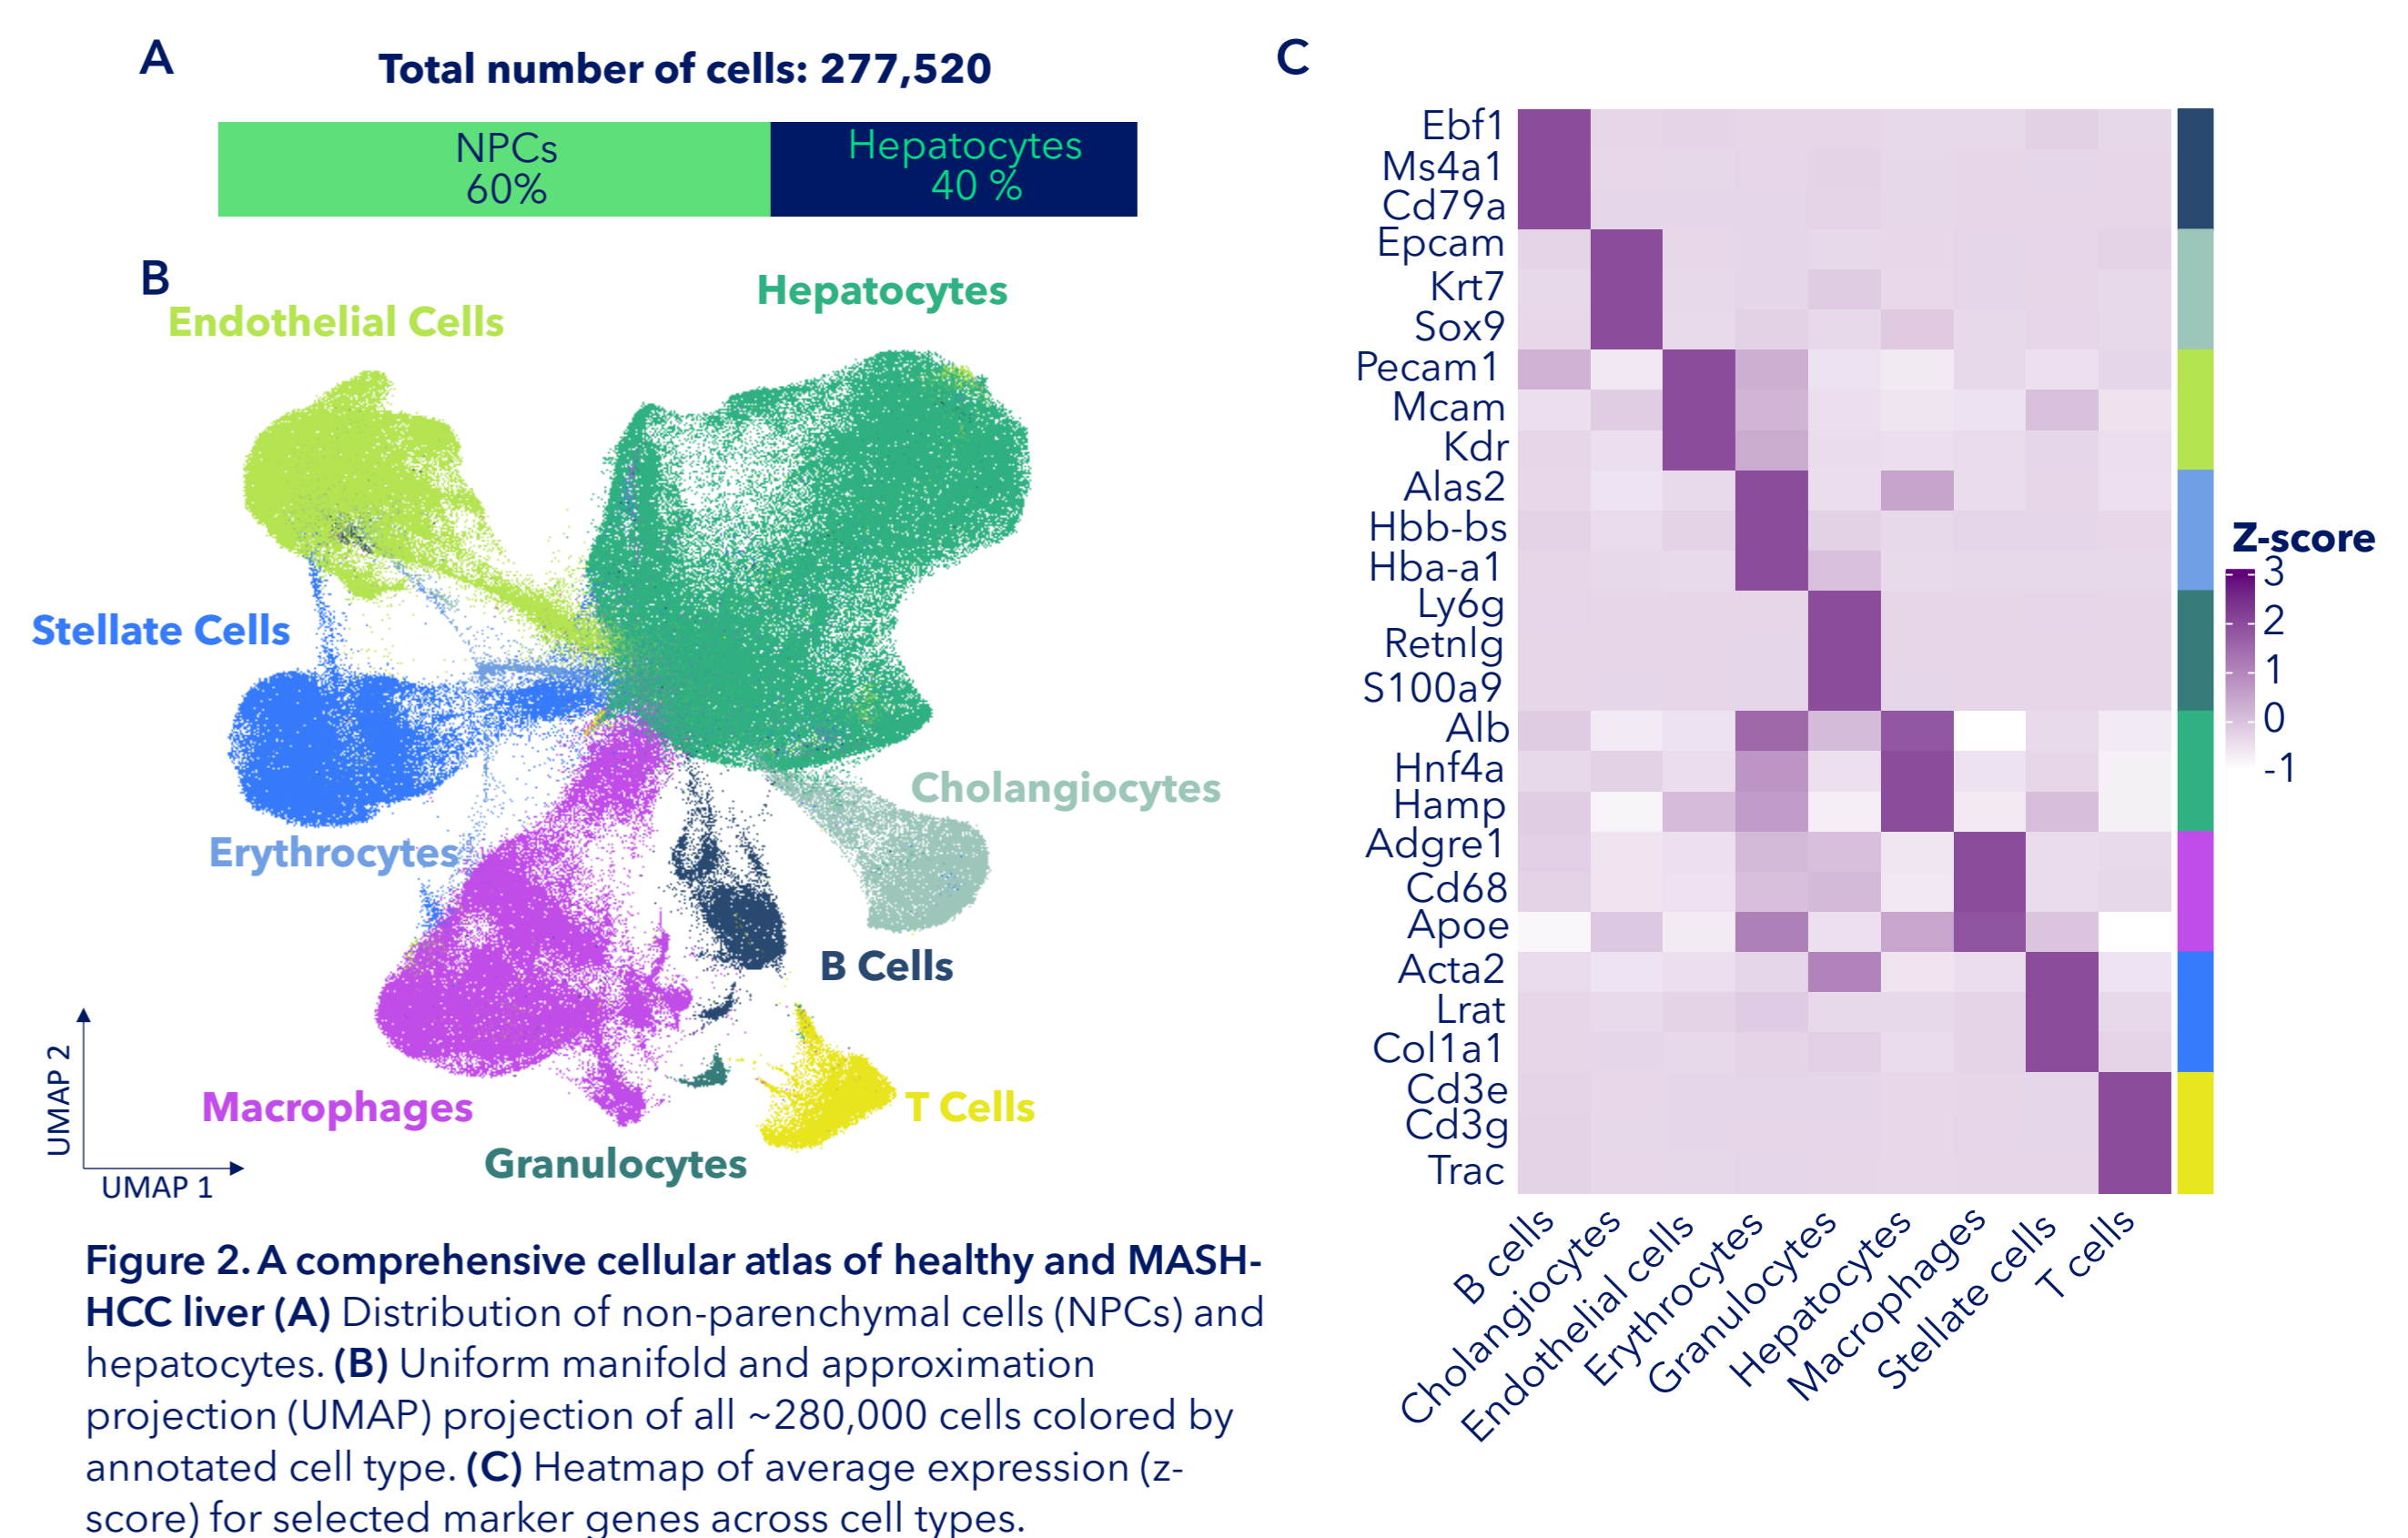 A
Total number of cells: 277,520
NPCs
60%
Hepatocytes
40 %
B
Endothelial Cells
Hepatocytes
Stellate Cells
Erythrocytes
Cholangiocytes
B Cells
Macrophages
T Cells
Granulocytes
UMAP 2
UMAP 1
C
Ebf1
Ms4a1
Cd79a
Epcam
Krt7
Sox9
Pecam1
Mcam
Kdr
Alas2
Hbb-bs
Hba-a1
Ly6g
Retnlg
S100a9
Alb
Hnf4a
Hamp
Adgre1
Cd68
Apoe
Acta2
Lrat
Col1a1
Cd3e
Cd3g
Trac
B cells
Cholangiocytes
Endothelial cells
Erythrocytes
Granulocytes
Hepatocytes
Macrophages
Stellate cells
T cells
Z-score
3
2
1
0
-1
Figure 2. A comprehensive cellular atlas of healthy and MASH-
HCC liver (A) Distribution of non-parenchymal cells (NPCs) and
hepatocytes. (B) Uniform manifold and approximation
projection (UMAP) projection of all ~280,000 cells colored by
annotated cell type. (C) Heatmap of average expression (z-
score) for selected marker genes across cell types.